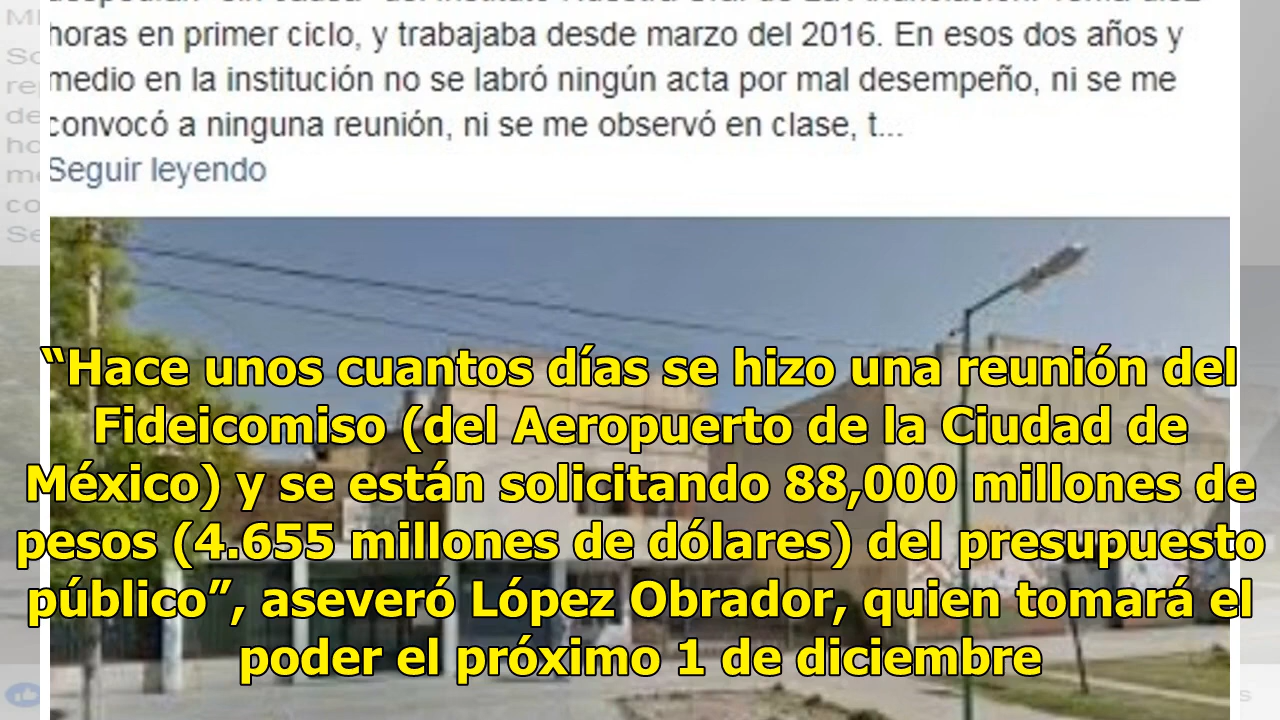 horas en primer ciclo, y trabajaba desde marzo del 2016. En esos dos años y
medio en la institución no se labró ningún acta por mal desempeño, ni se me
convocó a ninguna reunión, ni se me observó en clase, t...
Seguir leyendo
“Hace unos cuantos días se hizo una reunión del
Fideicomiso (del Aeropuerto de la Ciudad de
México) y se están solicitando 88,000 millones de
pesos (4.655 millones de dólares) del presupuesto
público”, aseveró López Obrador, quien tomará el
poder el próximo 1 de diciembre